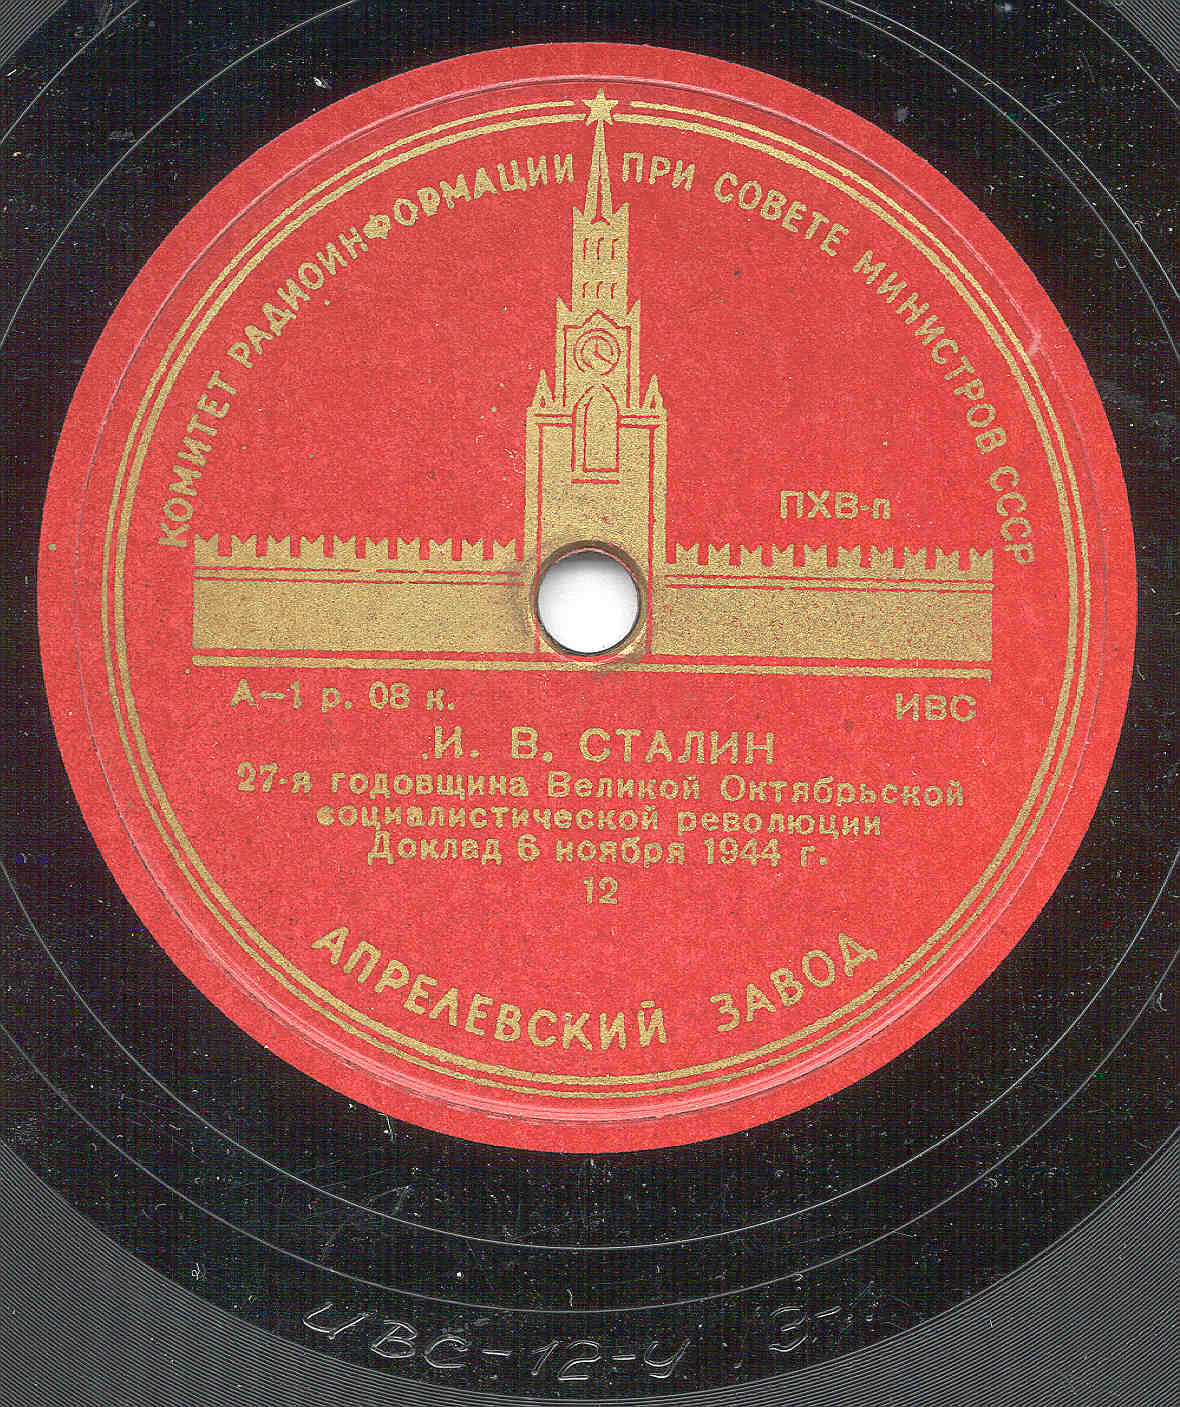 КОМИТЕТ РАДИОИНФОРМАЦИИ ПРИ СОВЕТЕ МИНИСТРОВ СССР
ПХВ-п
А–1 р. 08 к.
ИВС
И. В. СТАЛИН
27-я годовщина Великой Октябрьской
социалистической революции
Доклад 6 ноября 1944 г.
12
АПРЕЛЕВСКИЙ ЗАВОД
ИВС-12-У 3-